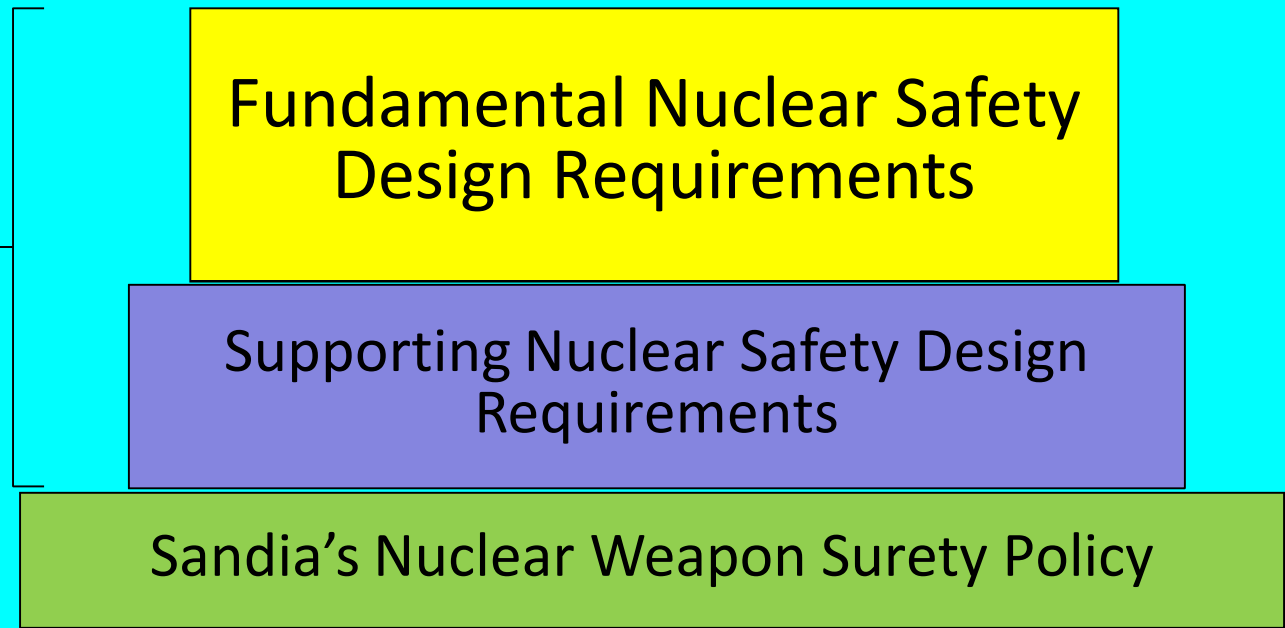 Fundamental Nuclear Safety
Design Requirements
Supporting Nuclear Safety Design
Requirements
Sandia’s Nuclear Weapon Surety Policy